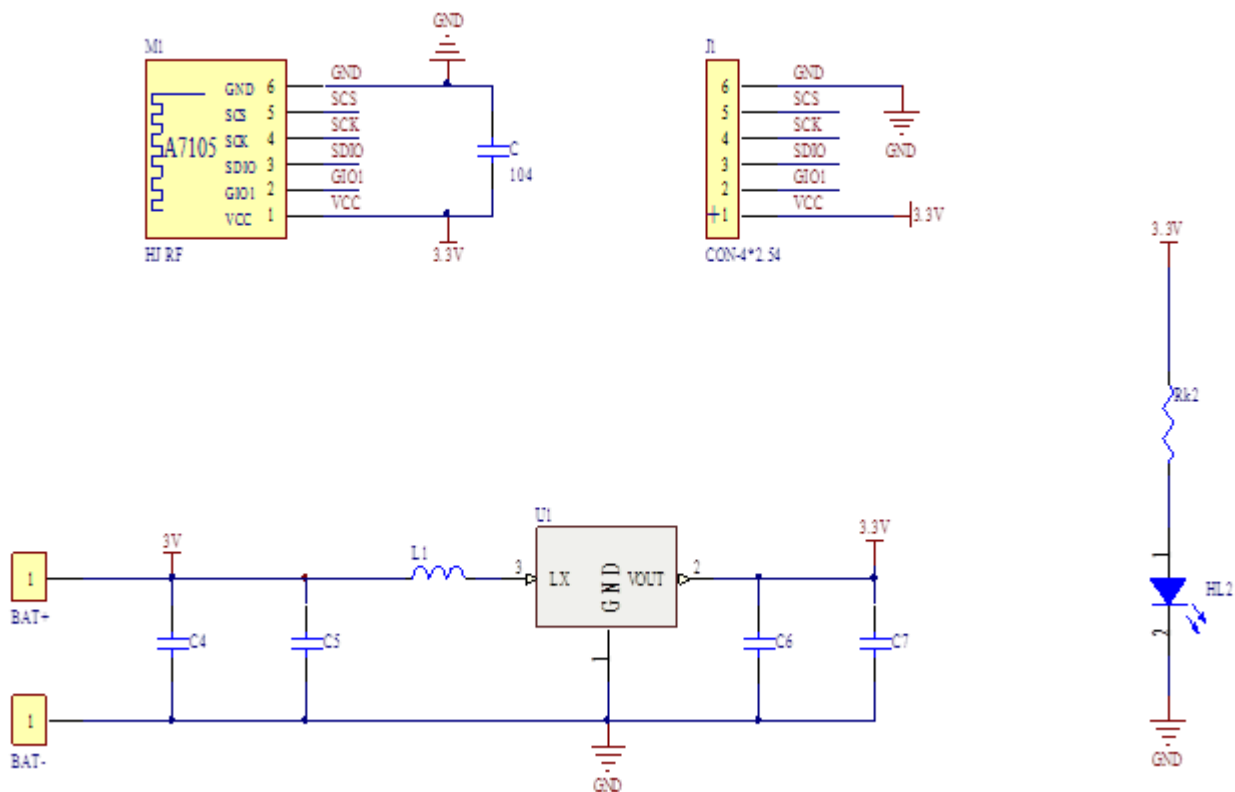 GND
M1
J1
GND 6 GND
SCS 5 SCS
A7105
SCK 4 SCK
SDIO 3 SDIO
GIO1 2 GIO1
VCC 1 VCC
C
104
3.3V
HJ RF
6 GND
5 SCS
4 SCK
3 SDIO
2 GIO1
1 VCC
GND
3.3V
CON-4*2.54
3.3V
Rk2
1
HL2
2
GND
U1
3V
L1
3 LX GND VOUT 2
3.3V
1
BAT+
C4
C5
1
C6
C7
1
BAT-
GND